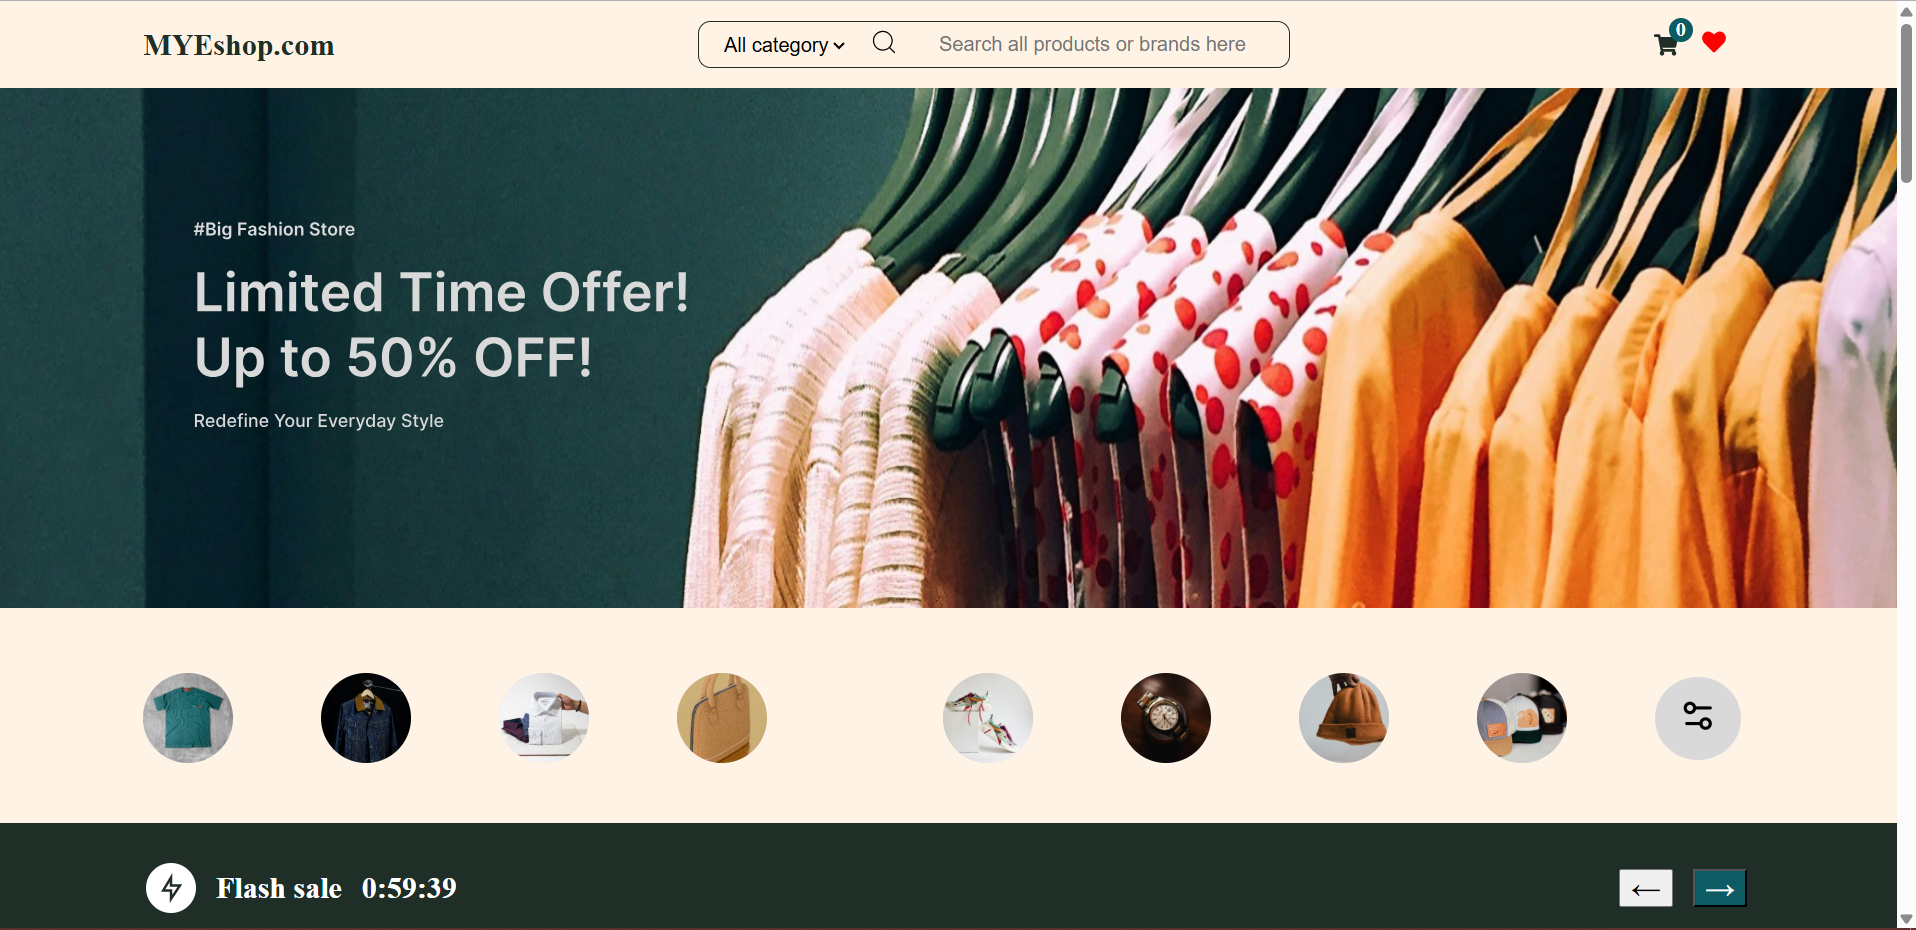 MYEshop.com
All category
Search all products or brands here
0
#Big Fashion Store
Limited Time Offer!
Up to 50% OFF!
Redefine Your Everyday Style
Flash sale 0:59:39